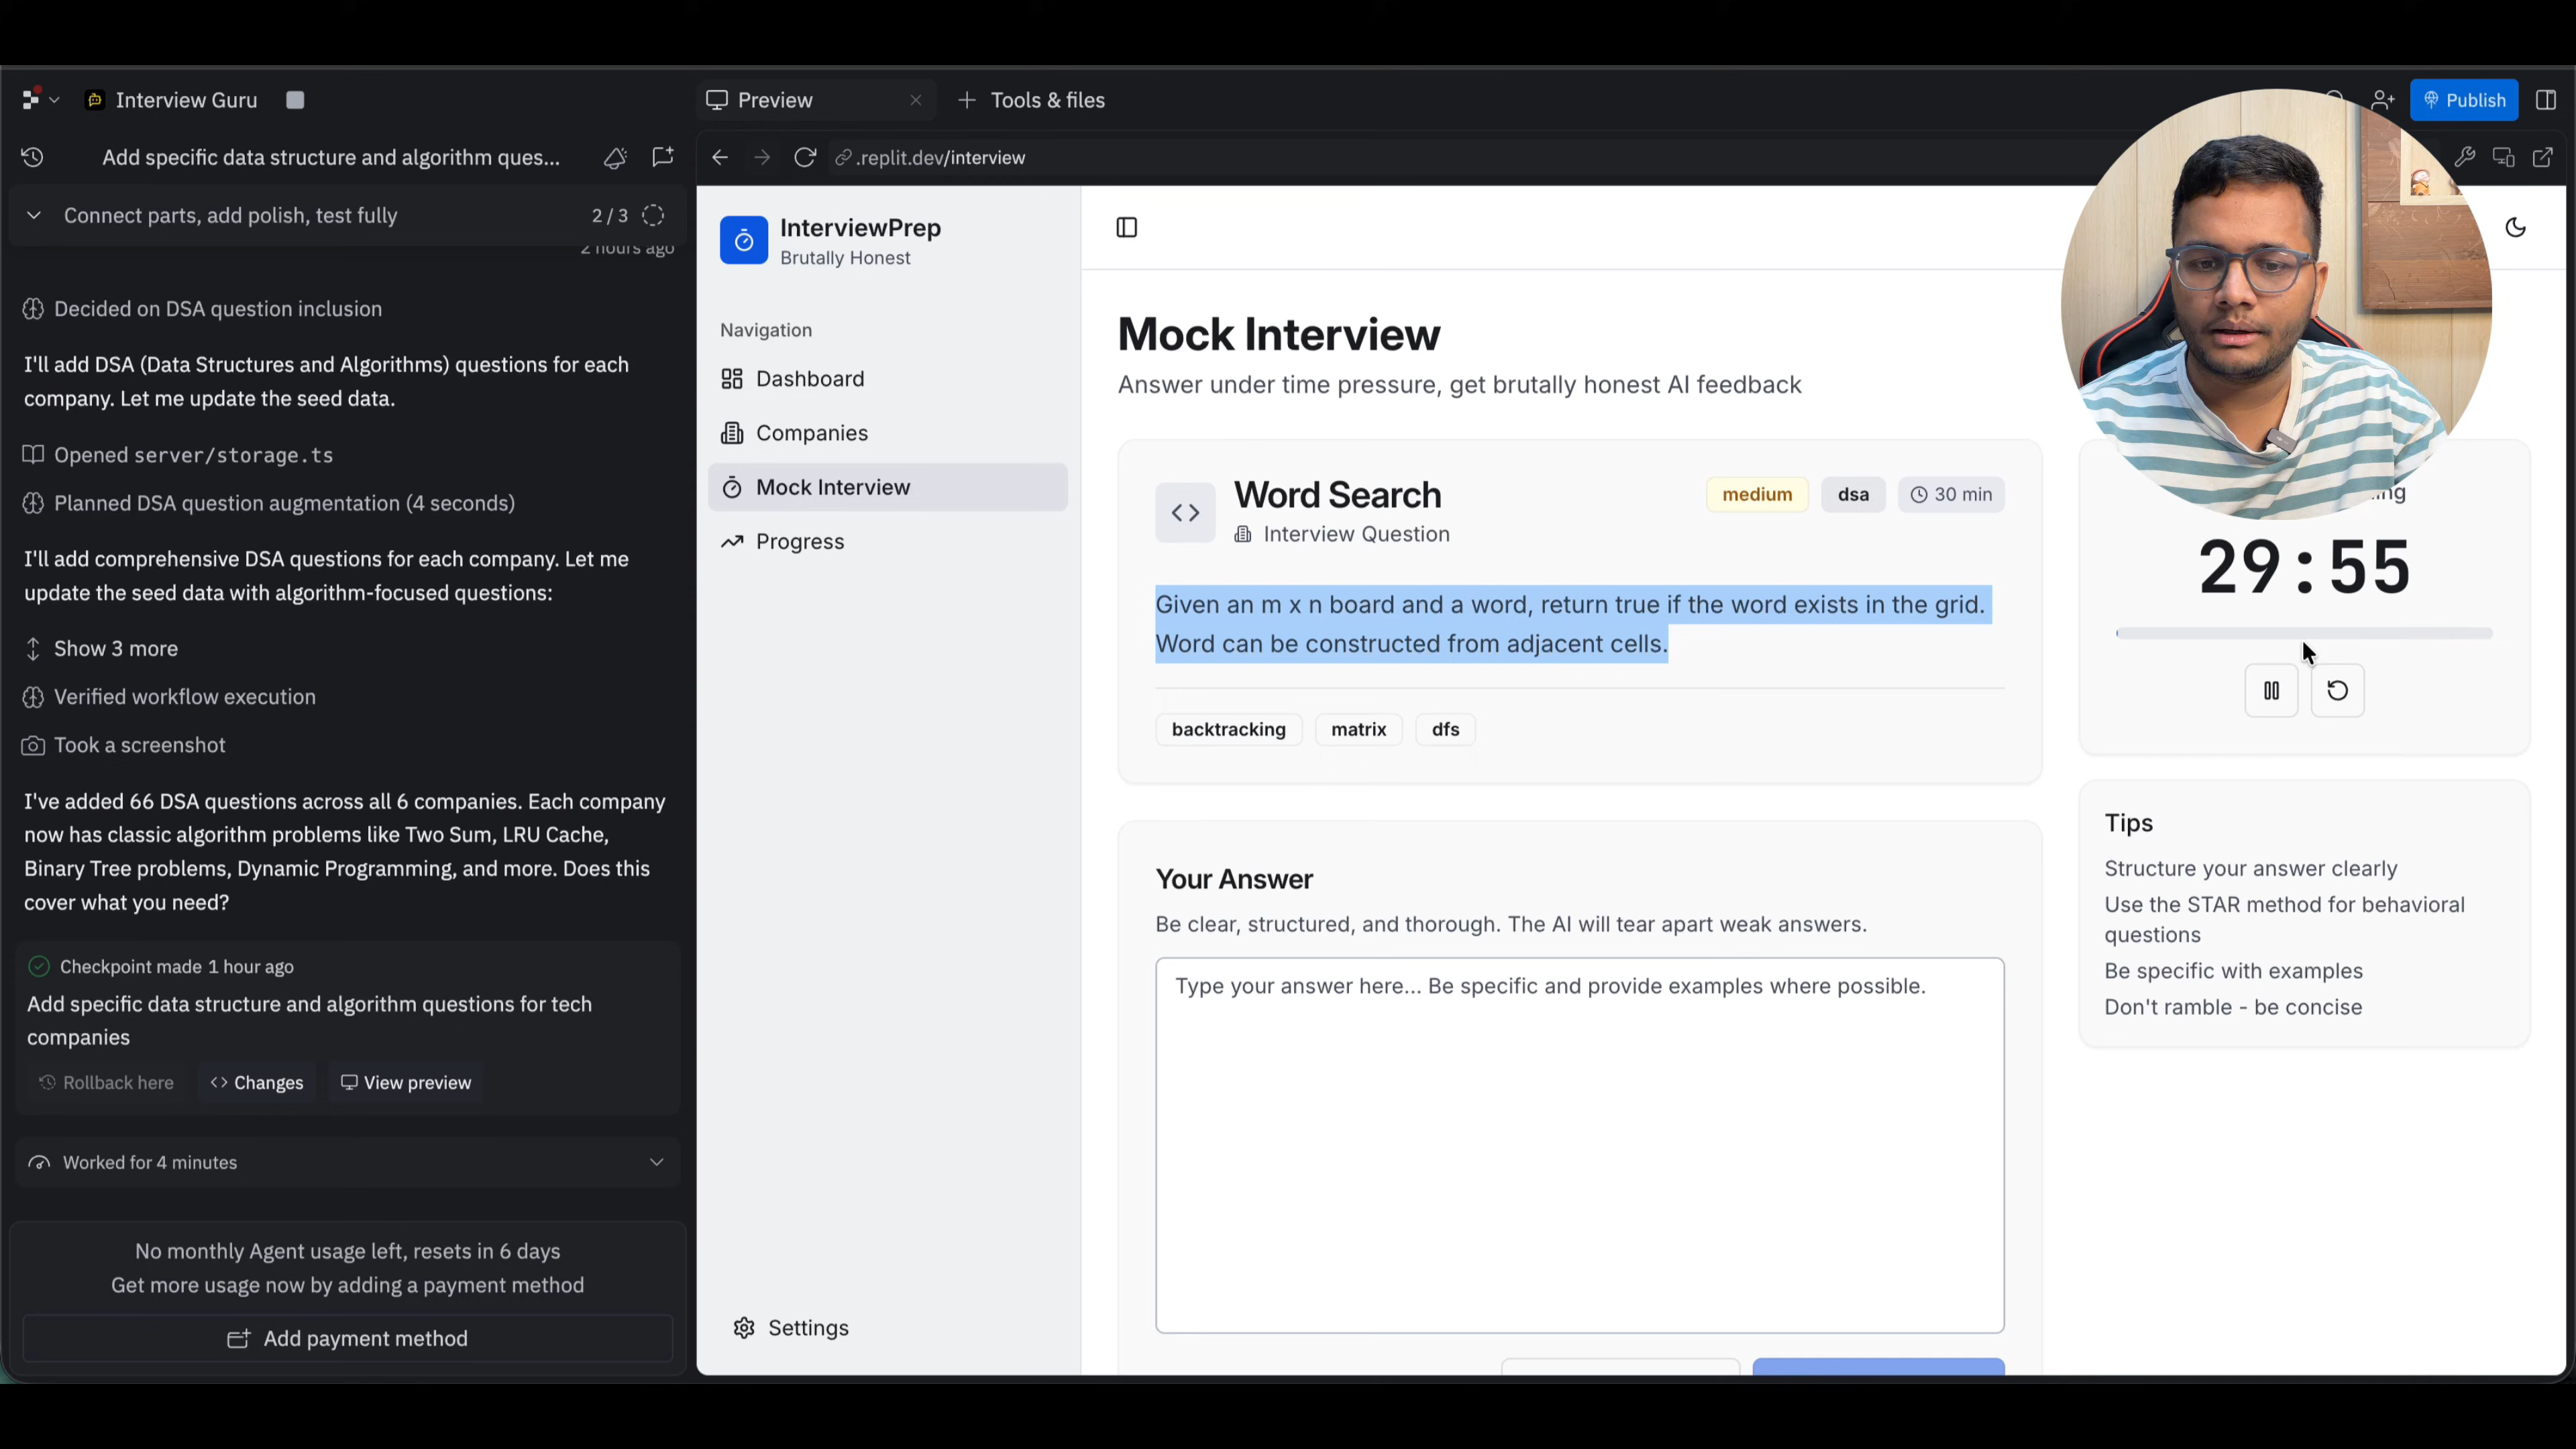 Interview Guru
Preview
Tools & files
Publish
Add specific data structure and algorithm ques...
.replit.dev/interview
Connect parts, add polish, test fully
2 / 3
2 hours ago
Decided on DSA question inclusion
I'll add DSA (Data Structures and Algorithms) questions for each
company. Let me update the seed data.
Opened server/storage.ts
Planned DSA question augmentation (4 seconds)
I'll add comprehensive DSA questions for each company. Let me
update the seed data with algorithm-focused questions:
Show 3 more
Verified workflow execution
Took a screenshot
I've added 66 DSA questions across all 6 companies. Each company
now has classic algorithm problems like Two Sum, LRU Cache,
Binary Tree problems, Dynamic Programming, and more. Does this
cover what you need?
Checkpoint made 1 hour ago
Add specific data structure and algorithm questions for tech
companies
Rollback here
Changes
View preview
Worked for 4 minutes
No monthly Agent usage left, resets in 6 days
Get more usage now by adding a payment method
Add payment method
InterviewPrep
Brutally Honest
Navigation
Dashboard
Companies
Mock Interview
Progress
Settings
Mock Interview
Answer under time pressure, get brutally honest AI feedback
Word Search
Interview Question
medium
dsa
30 min
Given an m x n board and a word, return true if the word exists in the grid.
Word can be constructed from adjacent cells.
backtracking
matrix
dfs
Your Answer
Be clear, structured, and thorough. The AI will tear apart weak answers.
Type your answer here... Be specific and provide examples where possible.
29:55
Tips
Structure your answer clearly
Use the STAR method for behavioral
questions
Be specific with examples
Don't ramble - be concise